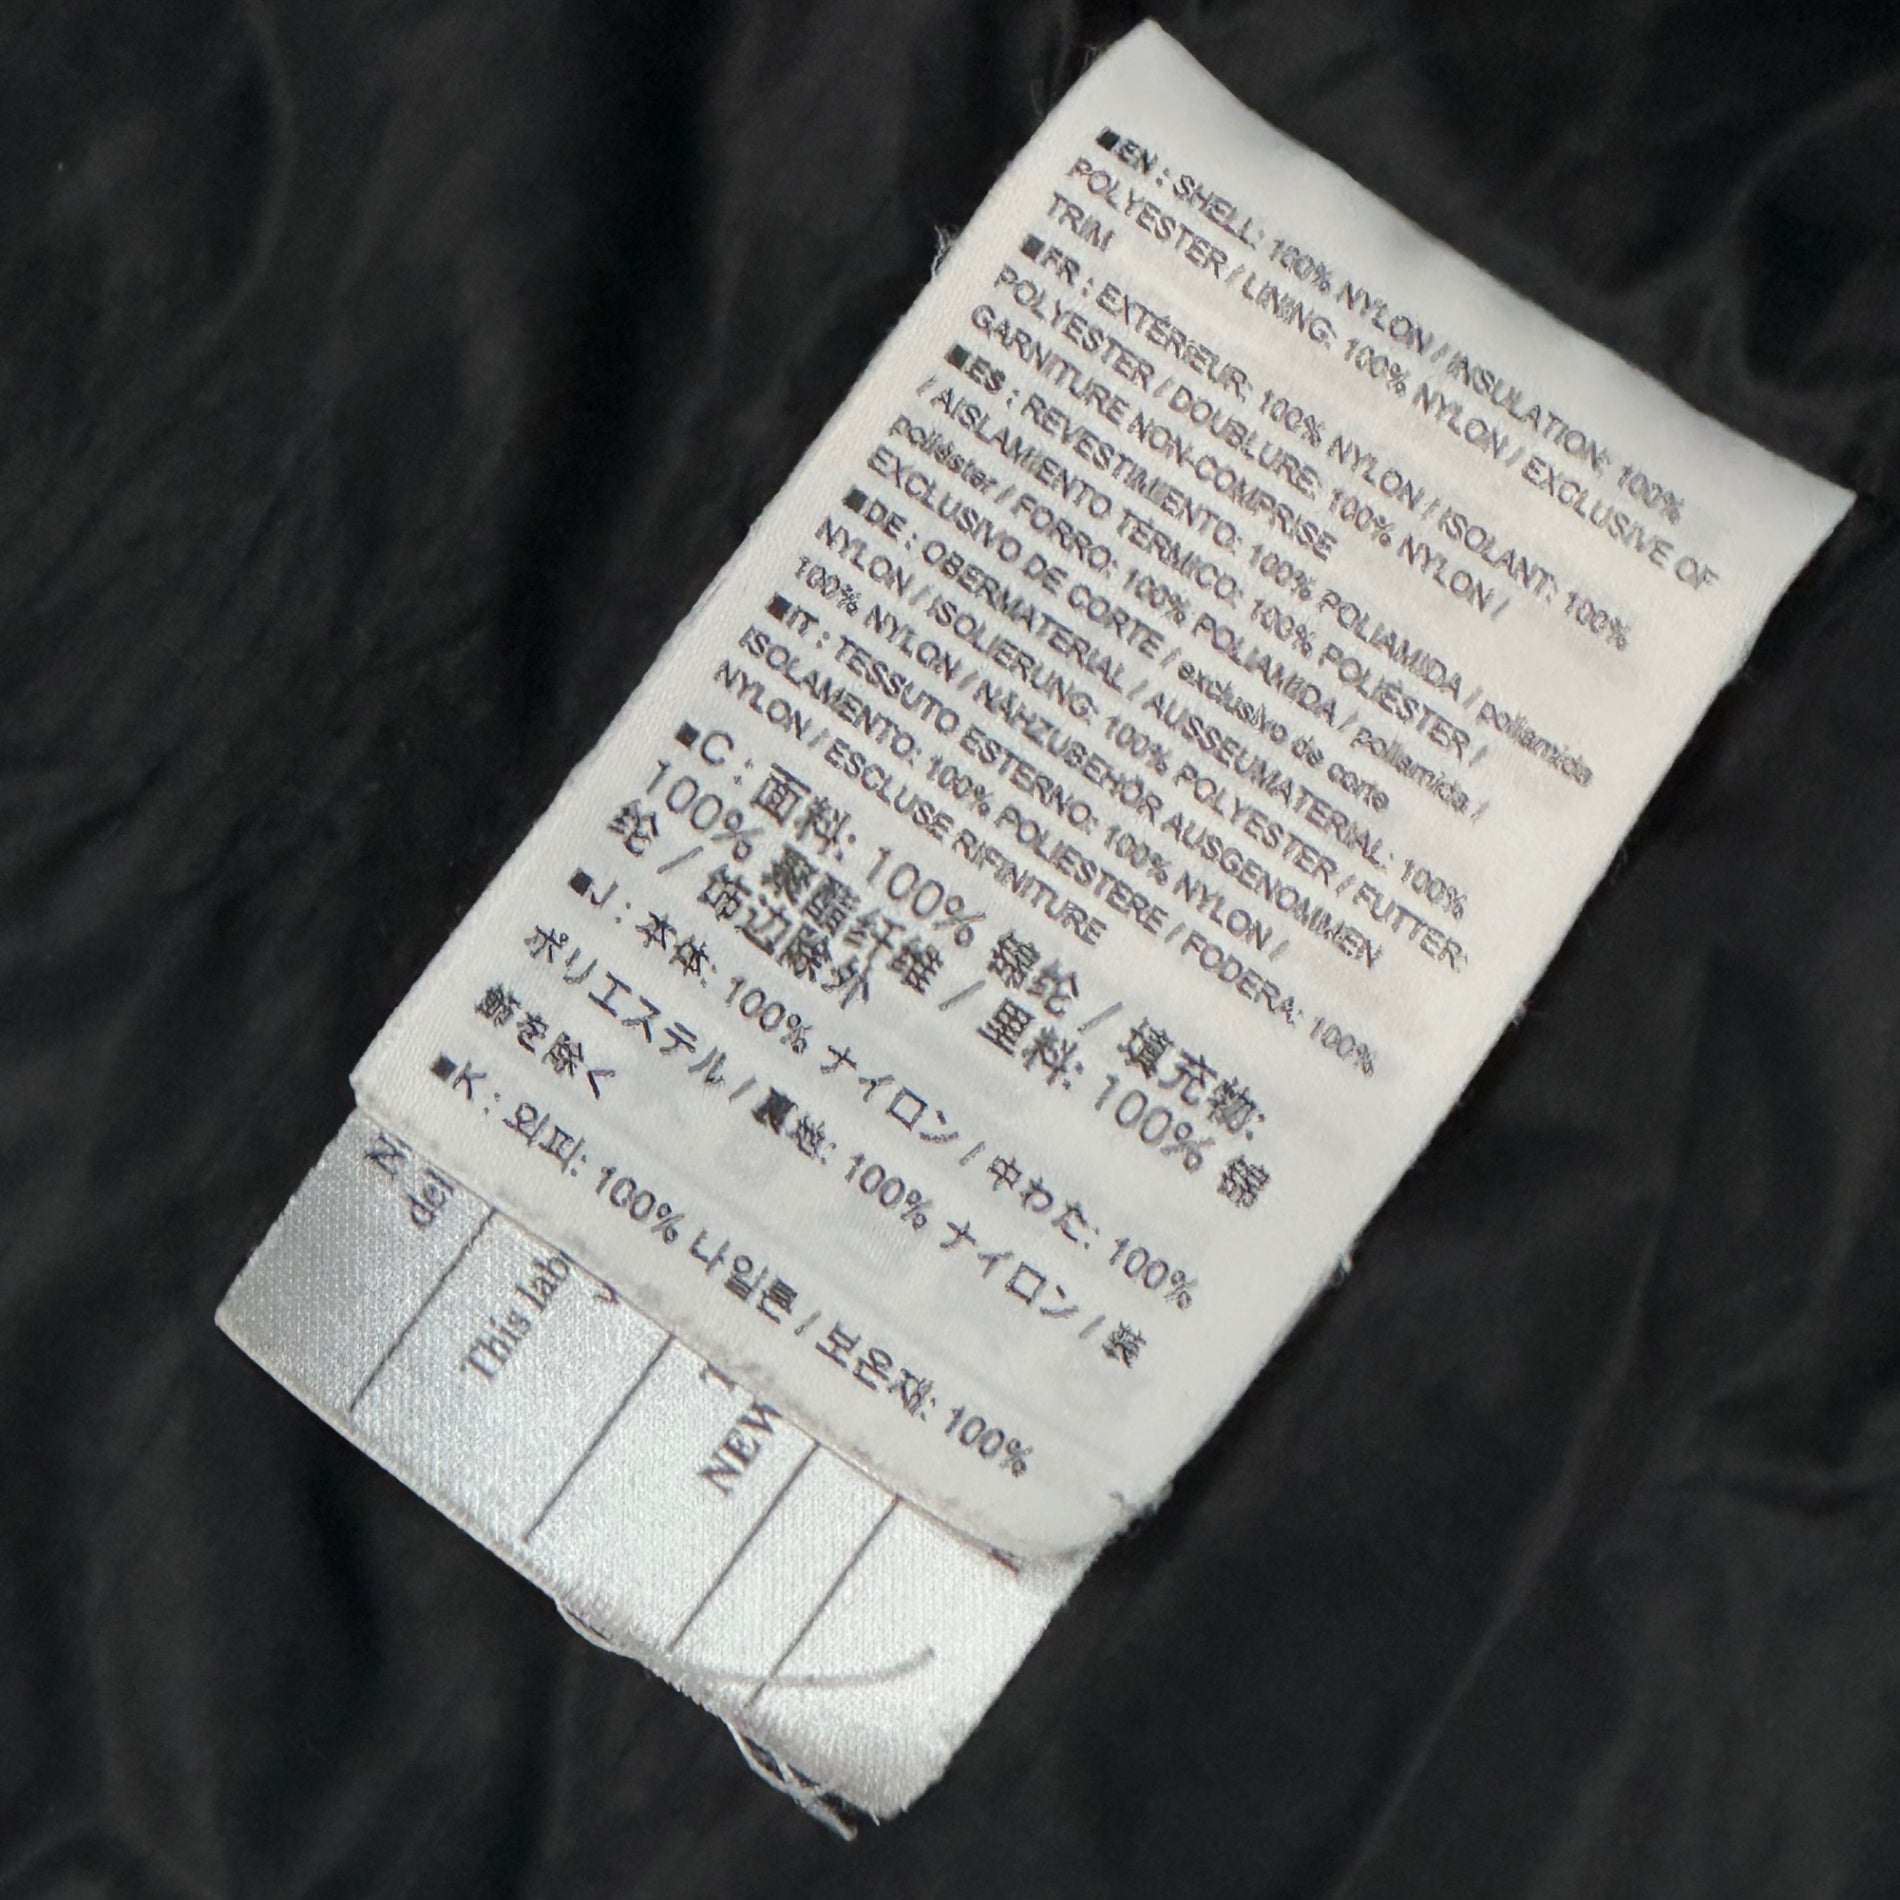 ■EN : SHELL: 100% NYLON / INSULATION: 100%
POLYESTER / LINING: 100% NYLON / EXCLUSIVE OF
TRIM
■FR : EXTÉRIEUR: 100% NYLON / ISOLANT: 100%
POLYESTER / DOUBLURE: 100% NYLON /
GARNITURE NON-COMPRISE
■ES : REVESTIMIENTO: 100% POLIAMIDA / poliamida
/ AISLAMIENTO TÉRMICO: 100% POLIÉSTER /
poliéster / FORRO: 100% POLIAMIDA / poliamida /
EXCLUSIVO DE CORTE / exclusivo de corte
■DE : OBERMATERIAL / AUSSEUMATERIAL: 100%
NYLON / ISOLIERUNG: 100% POLYESTER / FUTTER:
100% NYLON / NÄHZUBEHÖR AUSGENOMMEN
■IT : TESSUTO ESTERNO: 100% NYLON /
ISOLAMENTO: 100% POLIESTERE / FODERA: 100%
NYLON / ESCLUSE RIFINITURE
■C : 面料: 100% 锦纶 / 填充物:
100% 聚酯纤维 / 里料: 100% 锦
纶 / 饰边除外
■J : 本体: 100% ナイロン / 中わた: 100%
ポリエステル / 裏地: 100% ナイロン / 装
飾を除く
■K : 외피: 100% 나일론 / 보온재: 100%
del
This lab
NEW